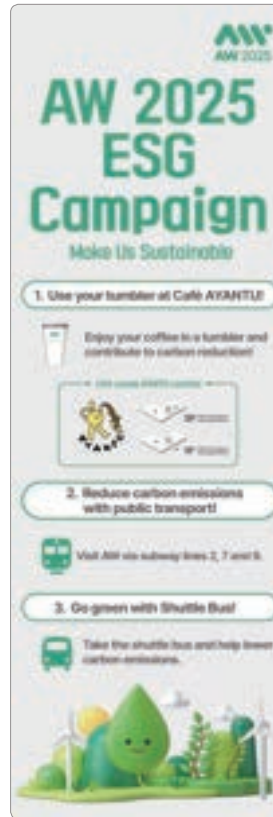 AW 2025
AW 2025
ESG
Campaign
Make Us Sustainable
1. Use your tumbler at Café AYANTU!
Enjoy your coffee in a tumbler and
contribute to carbon reduction!
AYANTU
2. Reduce carbon emissions
with public transport!
Visit AW via subway lines 2, 7 and 9.
3. Go green with Shuttle Bus!
Take the shuttle bus and help lower
carbon emissions.